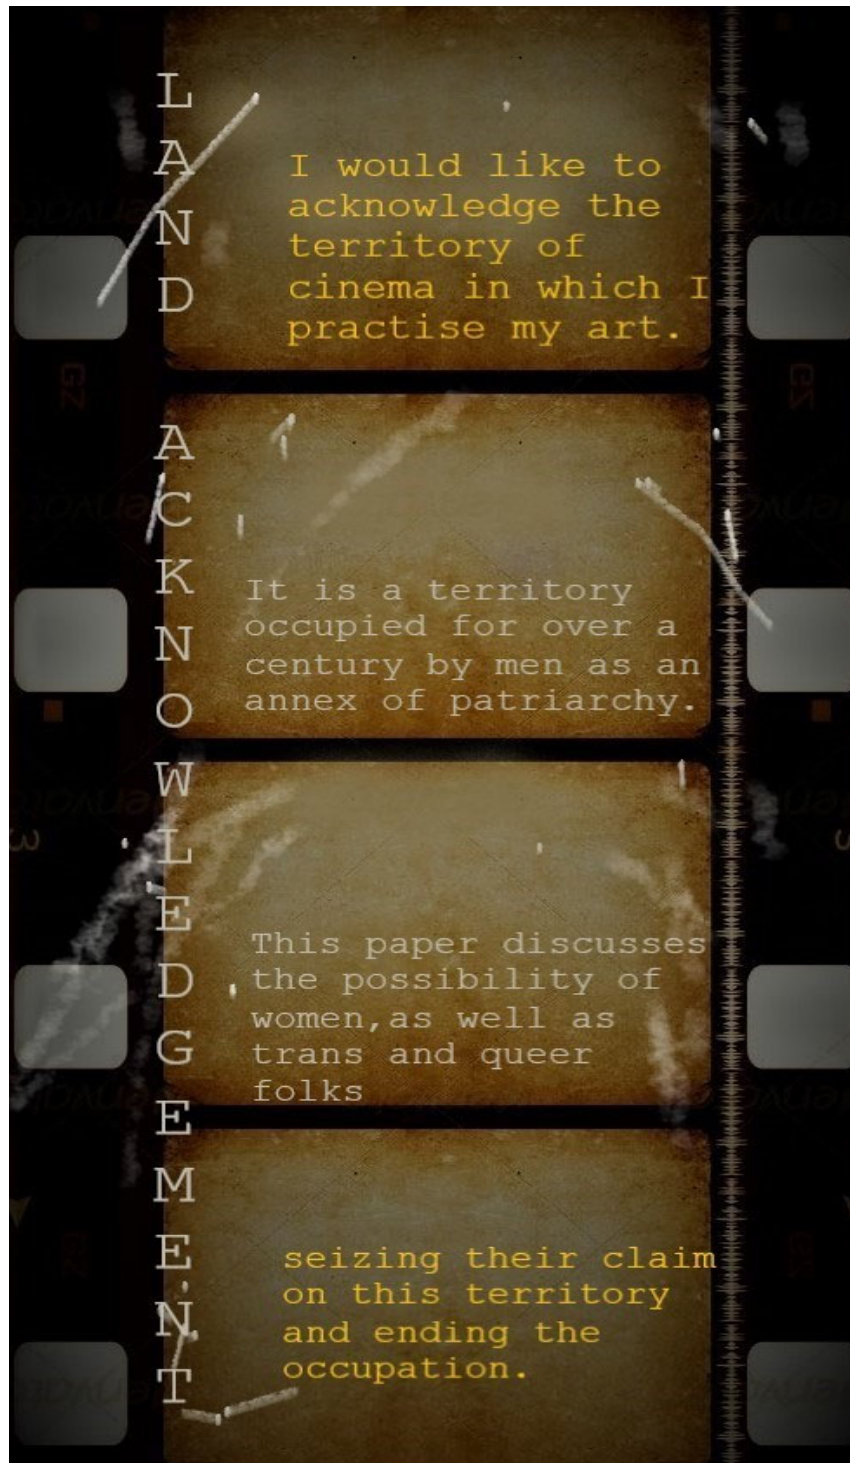 LAND
ACKNOWLEDGEMENT
I would like to
acknowledge the
territory of
cinema in which I
practise my art.
It is a territory
occupied for over a
century by men as an
annex of patriarchy.
This paper discusses
the possibility of
women,as well as
trans and queer
folks
seizing their claim
on this territory
and ending the
occupation.